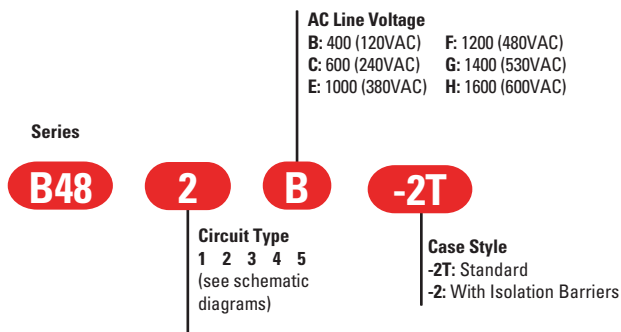 AC Line Voltage
B: 400 (120VAC) F: 1200 (480VAC)
C: 600 (240VAC) G: 1400 (530VAC)
E: 1000 (380VAC) H: 1600 (600VAC)
Series
B48 2 B -2T
Circuit Type
1 2 3 4 5
(see schematic
diagrams)
Case Style
-2T: Standard
-2: With Isolation Barriers